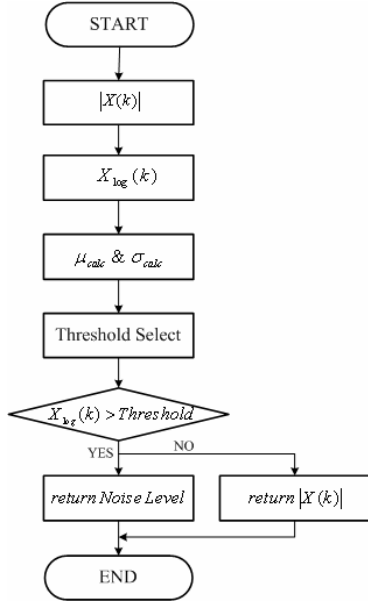 START
|X(k)|
X_log (k)
μ_calc & σ_calc
Threshold Select
X_log (k) > Threshold
YES NO
return Noise Level
return |X(k)|
END